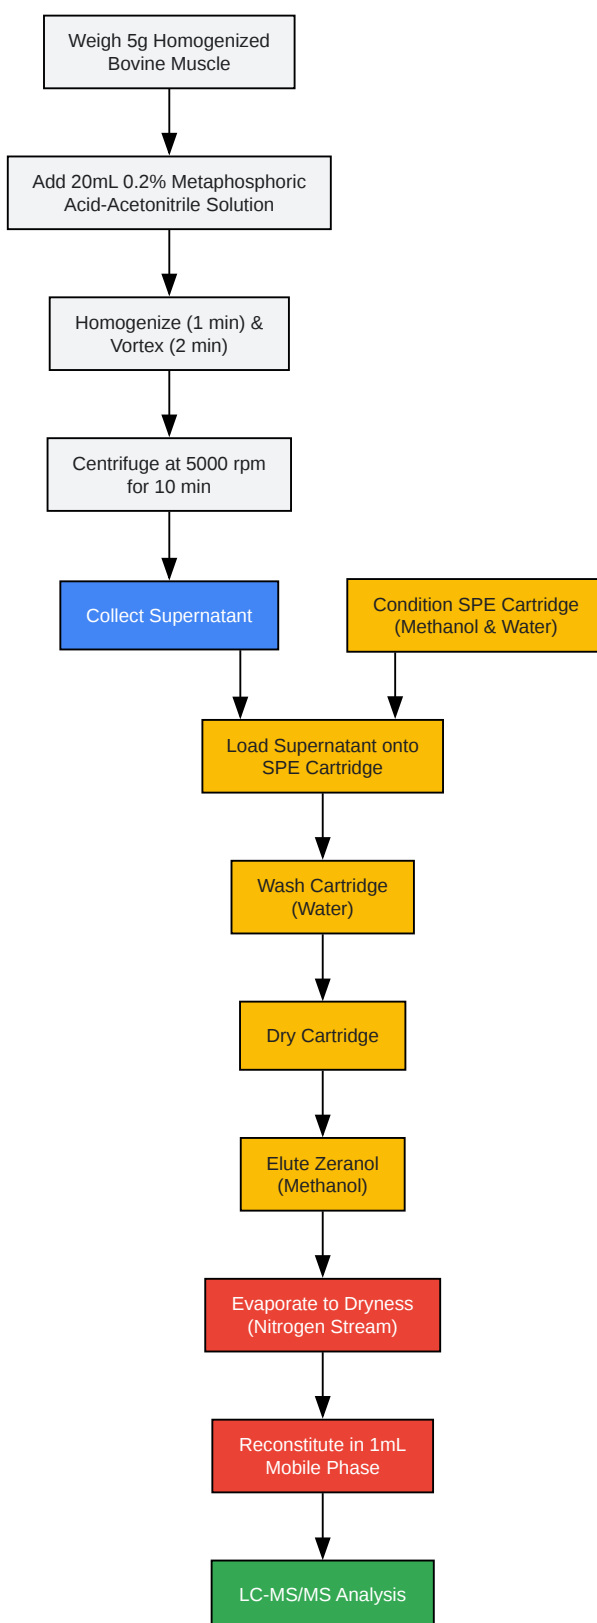 Weigh 5g Homogenized
Bovine Muscle
Add 20mL 0.2% Metaphosphoric
Acid-Acetonitrile Solution
Homogenize (1 min) &
Vortex (2 min)
Centrifuge at 5000 rpm
for 10 min
Collect Supernatant
Condition SPE Cartridge
(Methanol & Water)
Load Supernatant onto
SPE Cartridge
Wash Cartridge
(Water)
Dry Cartridge
Elute Zeranol
(Methanol)
Evaporate to Dryness
(Nitrogen Stream)
Reconstitute in 1mL
Mobile Phase
LC-MS/MS Analysis